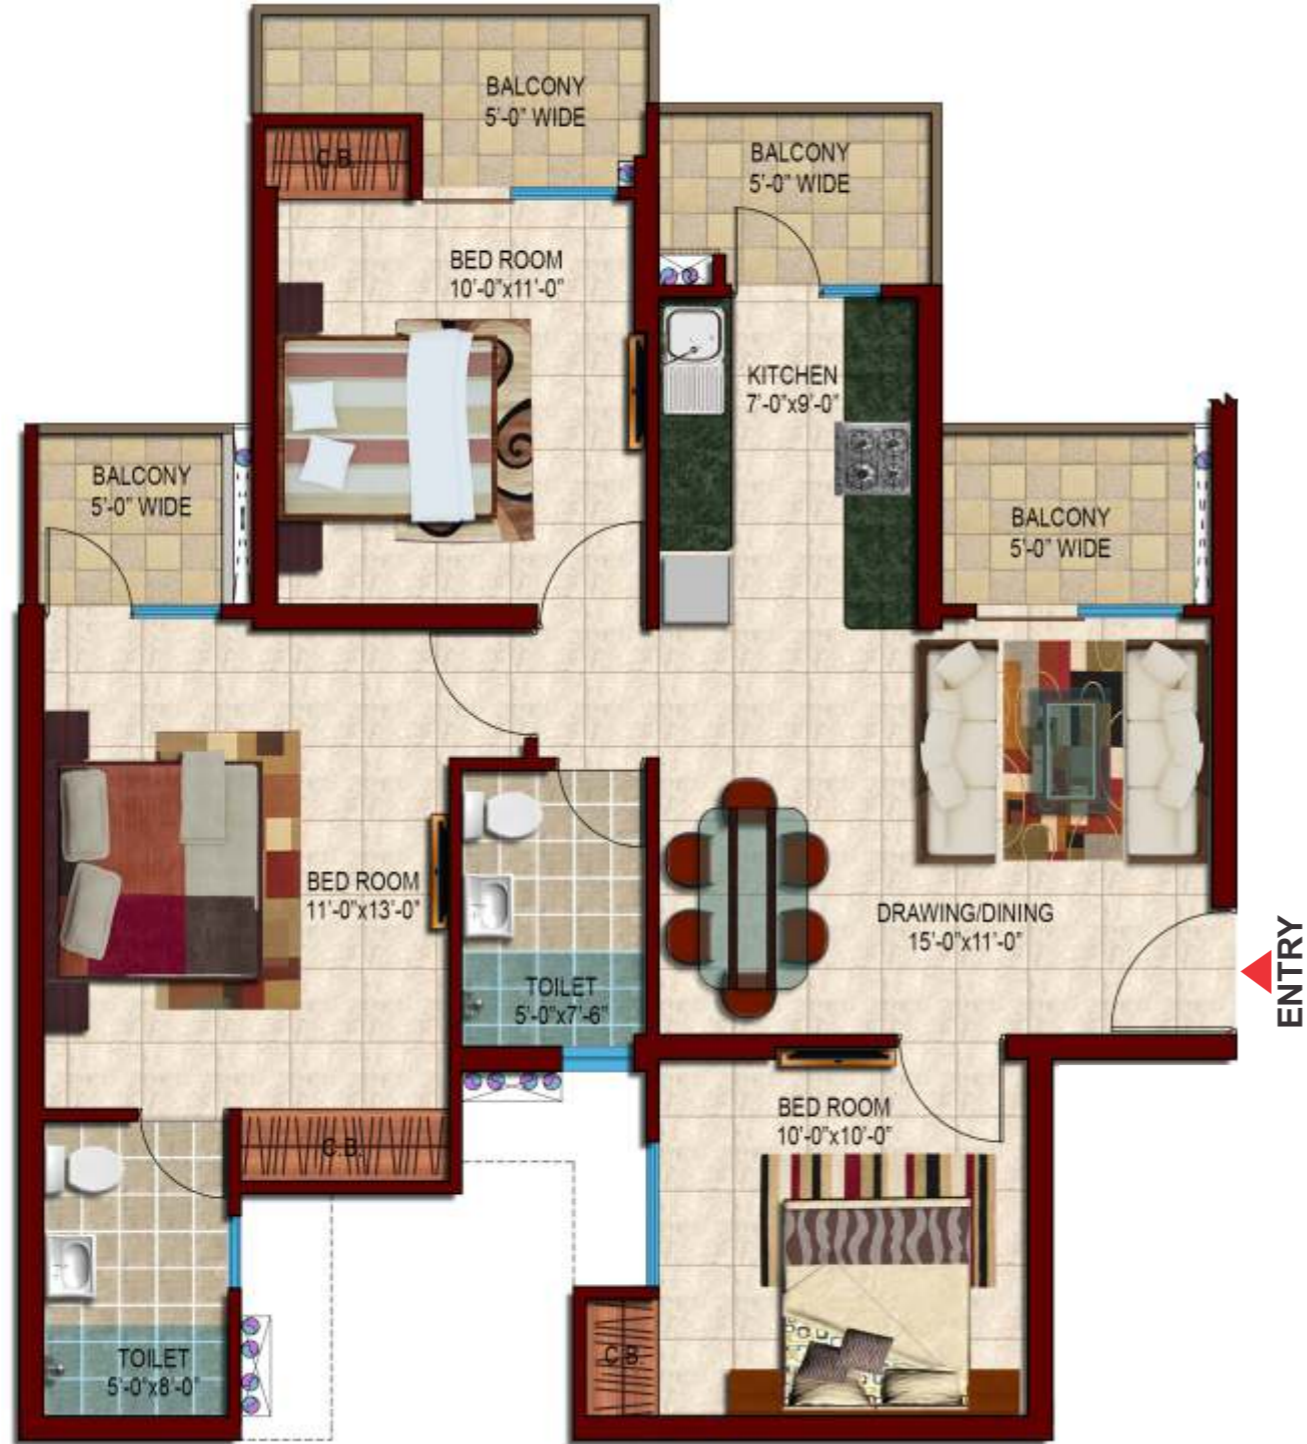 BALCONY
5'-0" WIDE
BALCONY
5'-0" WIDE
C.B.
BED ROOM
10'-0"x11'-0"
KITCHEN
7'-0"x9'-0"
BALCONY
5'-0" WIDE
BALCONY
5'-0" WIDE
BED ROOM
11'-0"x13'-0"
DRAWING/DINING
15'-0"x11'-0"
ENTRY
TOILET
5'-0"x7'-6"
BED ROOM
10'-0"x10'-0"
C.B.
TOILET
5'-0"x8'-0"
C.B.